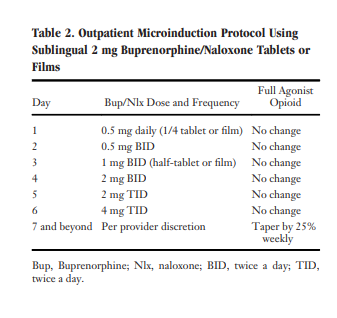 Table 2. Outpatient Microinduction Protocol Using
Sublingual 2 mg Buprenorphine/Naloxone Tablets or
Films
Full Agonist
Day Bup/Nlx Dose and Frequency Opioid
1 0.5 mg daily (1/4 tablet or film) No change
2 0.5 mg BID No change
3 1 mg BID (half-tablet or film) No change
4 2 mg BID No change
5 2 mg TID No change
6 4 mg TID No change
7 and beyond Per provider discretion Taper by 25%
weekly
Bup, Buprenorphine; Nlx, naloxone; BID, twice a day; TID,
twice a day.